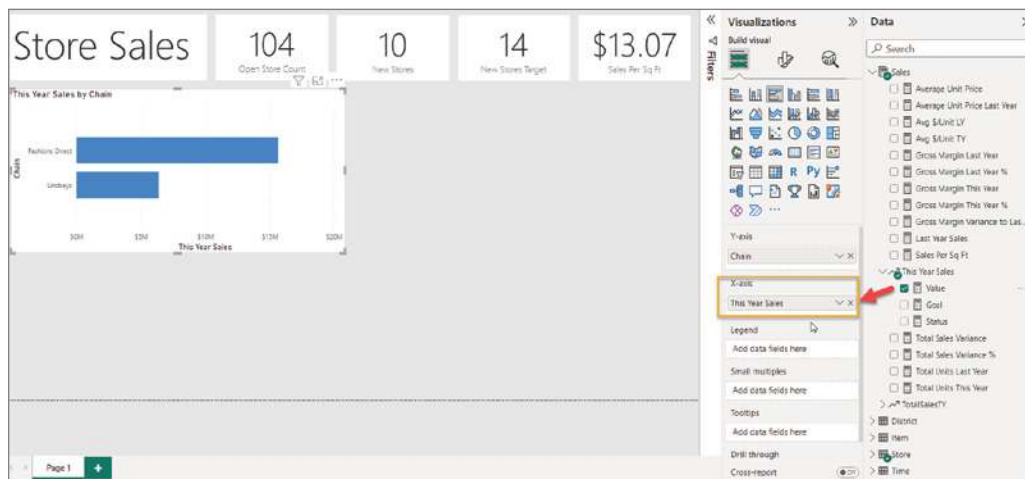 Store Sales
104
Open Store Count
10
New Stores
14
New Stores Target
$13.07
Sales Per Sq Ft
This Year Sales by Chain
Chain
Fashions Direct
Lindseys
$0M
$5M
$10M
$15M
$20M
This Year Sales
Page 1
Filters
Visualizations
Build visual
R
Py
Y-axis
Chain
X-axis
This Year Sales
Legend
Add data fields here
Small multiples
Add data fields here
Tooltips
Add data fields here
Drill through
Cross-report
Off
Data
Search
Sales
Average Unit Price
Average Unit Price Last Year
Avg $/Unit LY
Avg $/Unit TY
Gross Margin Last Year
Gross Margin Last Year %
Gross Margin This Year
Gross Margin This Year %
Gross Margin Variance to Las...
Last Year Sales
Sales Per Sq Ft
This Year Sales
Value
Goal
Status
Total Sales Variance
Total Sales Variance %
Total Units Last Year
Total Units This Year
TotalSalesTY
District
Item
Store
Time